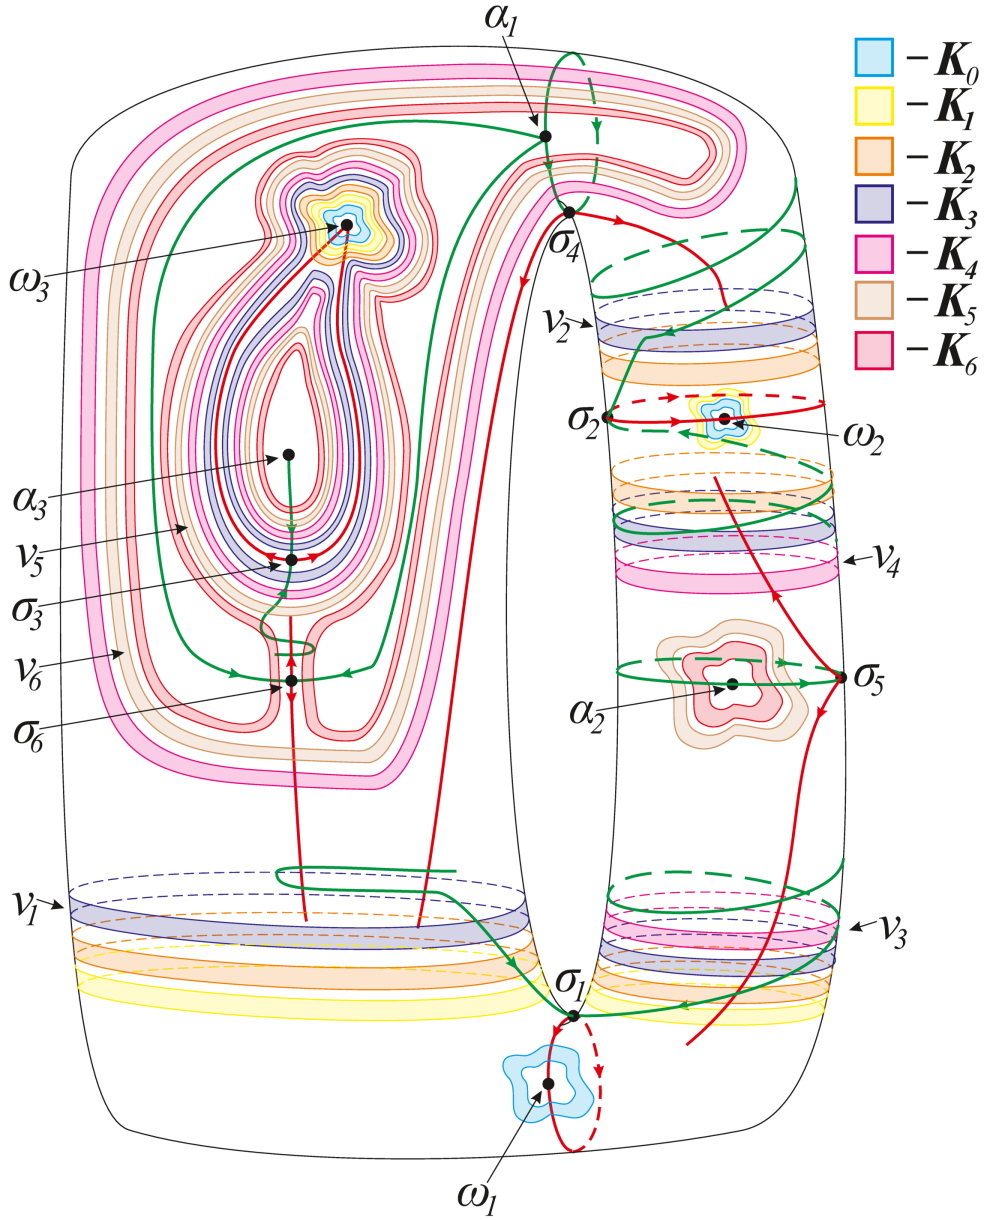 α₁
– K₀
– K₁
– K₂
– K₃
– K₄
– K₅
– K₆
ω₃
σ₄
ν₂
σ₂
ω₂
α₃
ν₅
ν₄
σ₃
ν₆
σ₅
α₂
σ₆
ν₁
ν₃
σ₁
ω₁